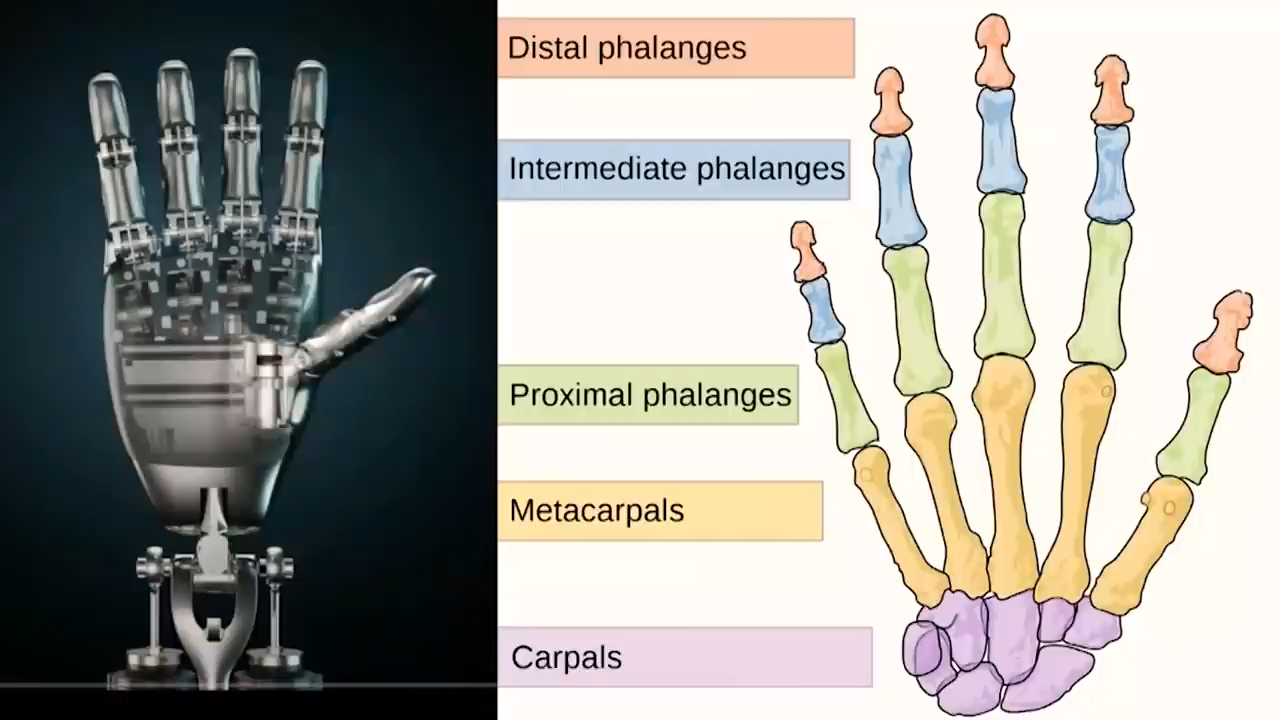 Distal phalanges
Intermediate phalanges
Proximal phalanges
Metacarpals
Carpals